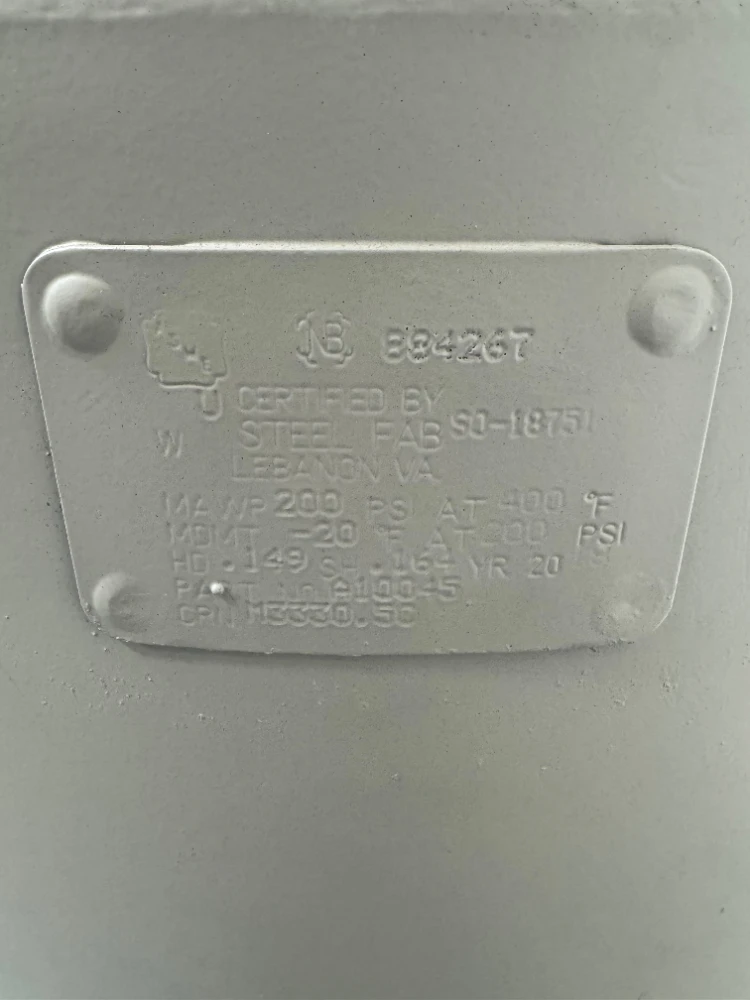 ASME NB 884267
U CERTIFIED BY
W STEEL FAB SO-18751
LEBANON VA
MAWP 200 PSI AT 400 °F
MDMT -20 °F AT 200 PSI
HD .149 SH .164 YR 20
PART A10045
CRN M3330.5C